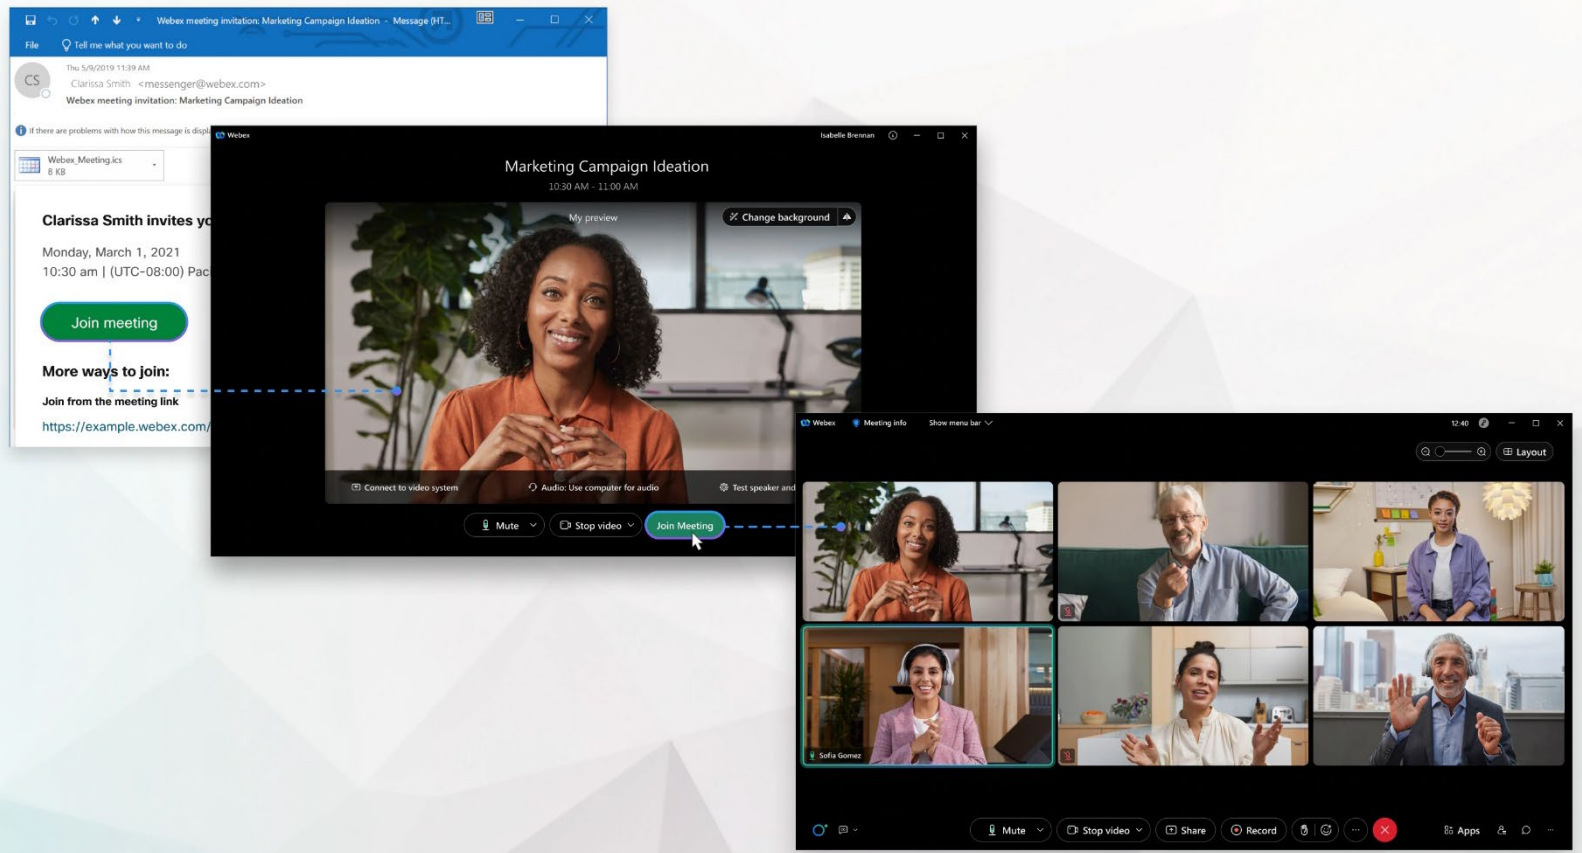 Webex meeting invitation: Marketing Campaign Ideation - Message (HT...
File
Tell me what you want to do
Thu 5/9/2019 11:39 AM
CS
Clarissa Smith <messenger@webex.com>
Webex meeting invitation: Marketing Campaign Ideation
If there are problems with how this message is displa
Webex_Meeting.ics
8 KB
Clarissa Smith invites yo
Monday, March 1, 2021
10:30 am | (UTC-08:00) Pac
Join meeting
More ways to join:
Join from the meeting link
https://example.webex.com/
Webex
Isabelle Brennan
Marketing Campaign Ideation
10:30 AM - 11:00 AM
My preview
Change background
Connect to video system
Audio: Use computer for audio
Test speaker and
Mute
Stop video
Join Meeting
Webex
Meeting info
Show menu bar
12:40
Layout
Sofia Gomez
Mute
Stop video
Share
Record
Apps